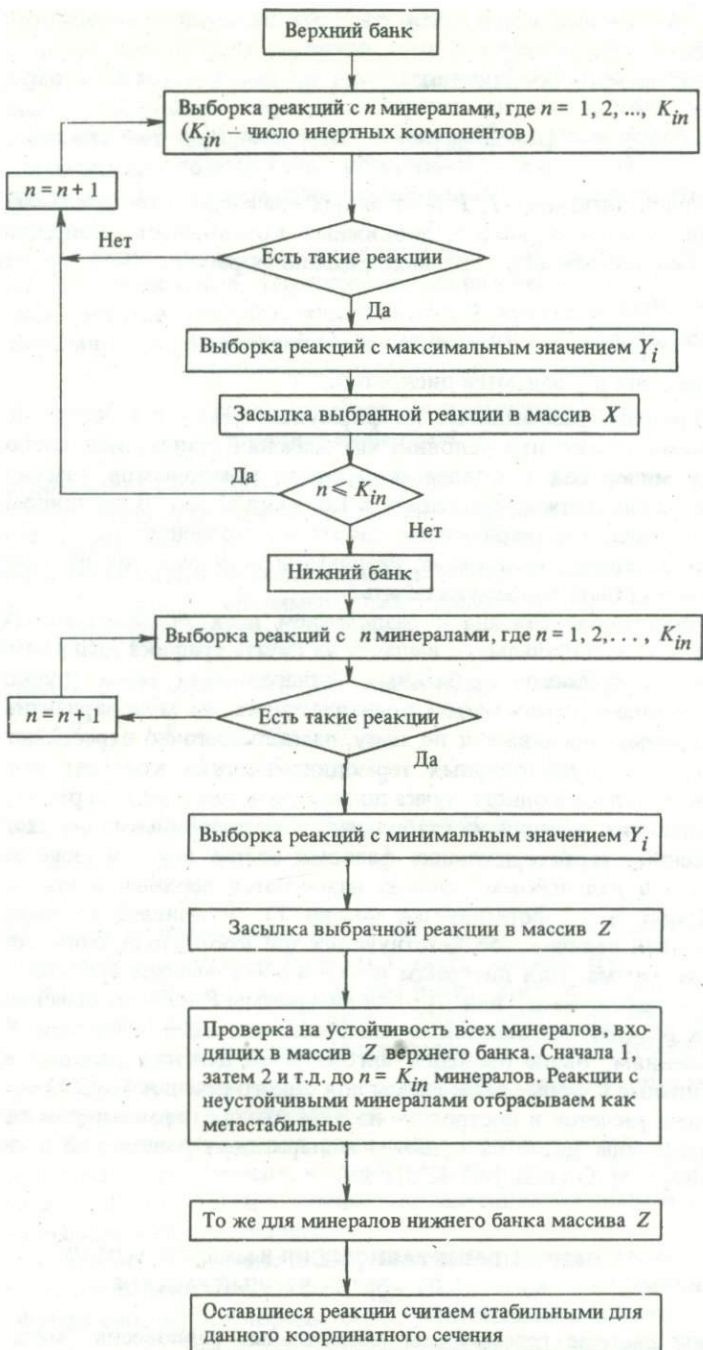 Верхний банк
Выборка реакций с n минералами, где n = 1, 2, ..., K_in
(K_in – число инертных компонентов)
n = n + 1
Нет
Есть такие реакции
Да
Выборка реакций с максимальным значением Y_i
Засылка выбранной реакции в массив X
Да
n ⩽ K_in
Нет
Нижний банк
Выборка реакций с n минералами, где n = 1, 2, . . . , K_in
n = n + 1
Есть такие реакции
Да
Выборка реакций с минимальным значением Y_i
Засылка выбрачной реакции в массив Z
Проверка на устойчивость всех минералов, вхо-
дящих в массив Z верхнего банка. Сначала 1,
затем 2 и т.д. до n = K_in минералов. Реакции с
неустойчивыми минералами отбрасываем как
метастабильные
То же для минералов нижнего банка массива Z
Оставшиеся реакции считаем стабильными для
данного координатного сечения